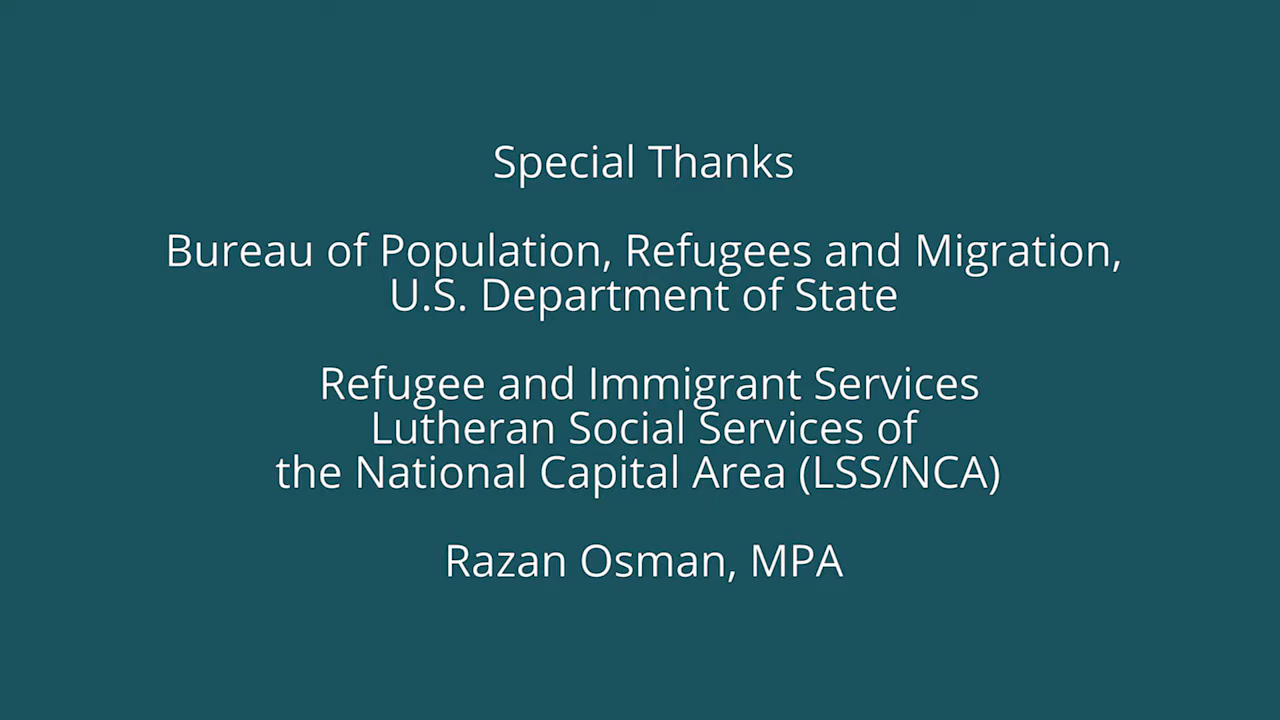 Special Thanks
Bureau of Population, Refugees and Migration,
U.S. Department of State
Refugee and Immigrant Services
Lutheran Social Services of
the National Capital Area (LSS/NCA)
Razan Osman, MPA